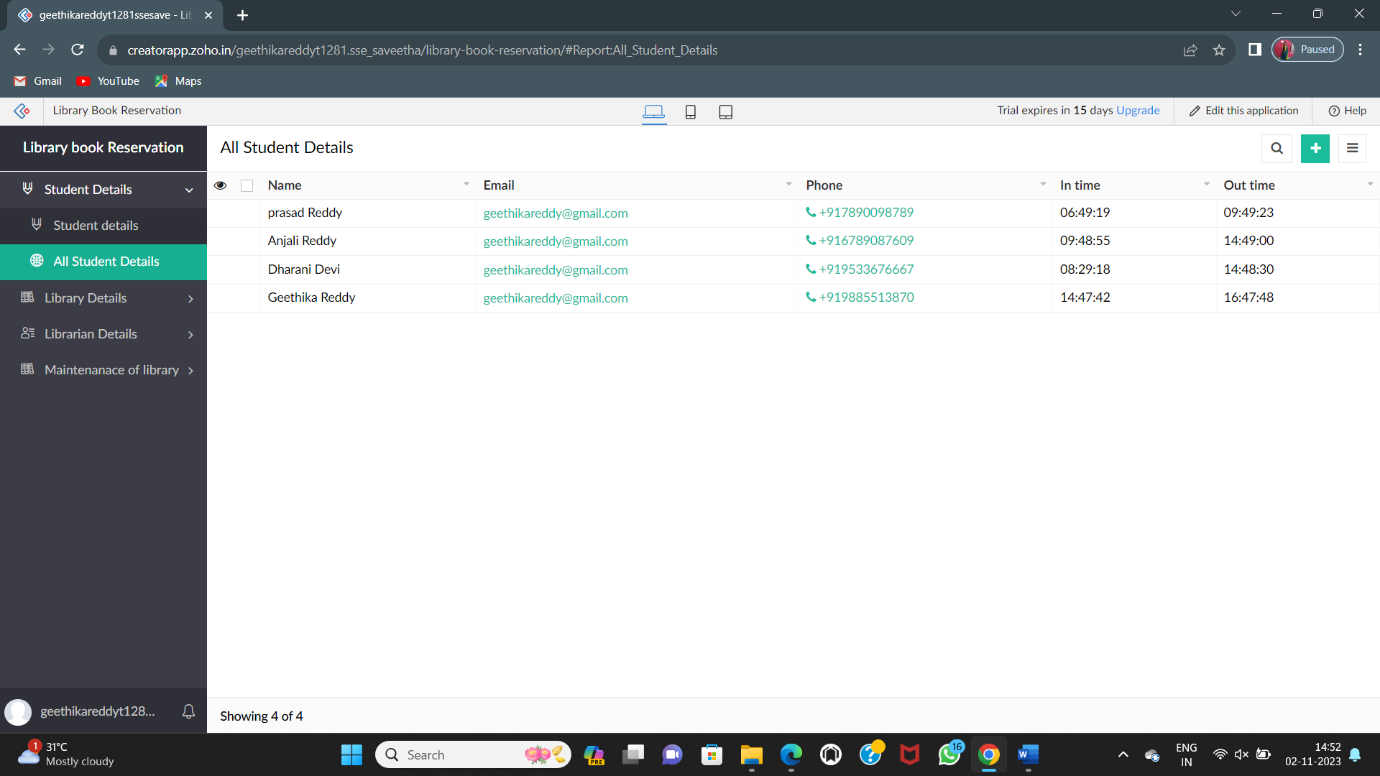 geethikareddyt1281ssesave - Lib
creatorapp.zoho.in/geethikareddyt1281.sse_saveetha/library-book-reservation/#Report:All_Student_Details
Paused
Gmail YouTube Maps
Library Book Reservation
Trial expires in 15 days Upgrade
Edit this application
Help
Library book Reservation
Student Details
Student details
All Student Details
Library Details
Librarian Details
Maintenanace of library
geethikareddyt128...
All Student Details
Name Email Phone In time Out time
prasad Reddy geethikareddy@gmail.com +917890098789 06:49:19 09:49:23
Anjali Reddy geethikareddy@gmail.com +916789087609 09:48:55 14:49:00
Dharani Devi geethikareddy@gmail.com +919533676667 08:29:18 14:48:30
Geethika Reddy geethikareddy@gmail.com +919885513870 14:47:42 16:47:48
Showing 4 of 4
1
31°C
Mostly cloudy
Search
PRE
16
W
ENG
IN
14:52
02-11-2023